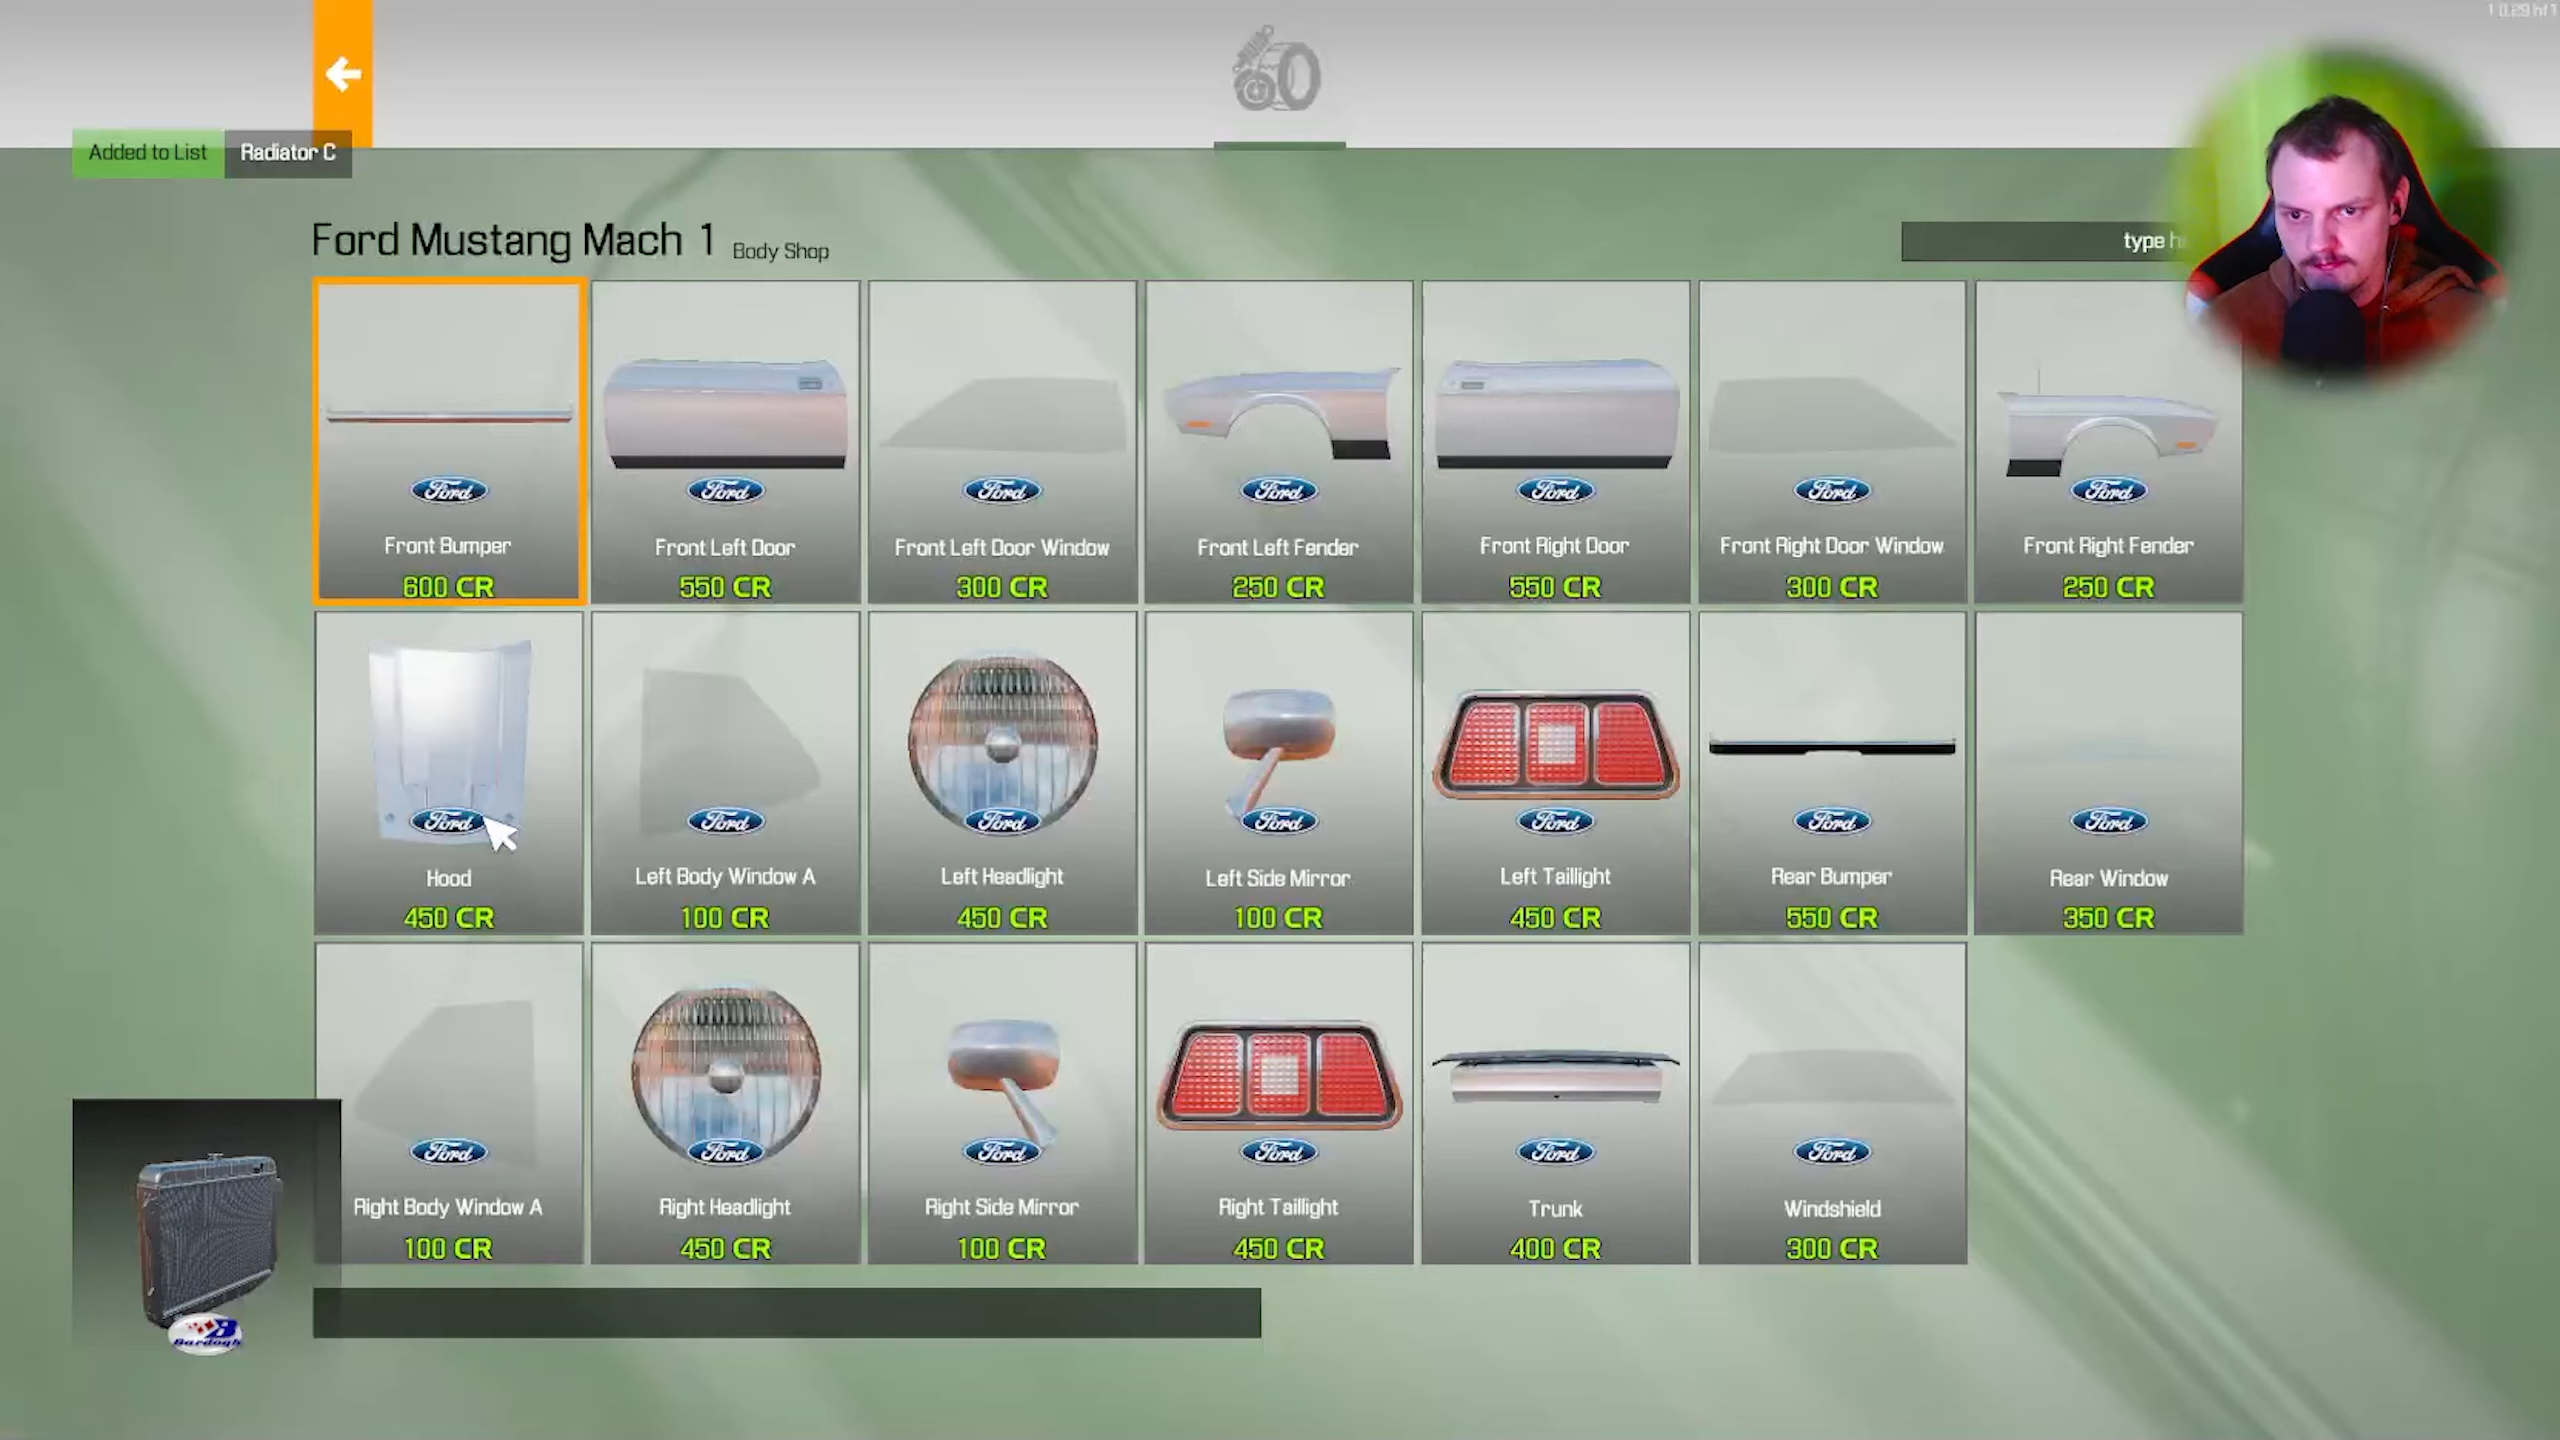 Added to List Radiator C
Ford Mustang Mach 1 Body Shop
type
Ford Ford Ford Ford Ford Ford Ford
Front Bumper Front Left Door Front Left Door Window Front Left Fender Front Right Door Front Right Door Window Front Right Fender
600 CR 550 CR 300 CR 250 CR 550 CR 300 CR 250 CR
Ford Ford Ford Ford Ford Ford Ford
Hood Left Body Window A Left Headlight Left Side Mirror Left Taillight Rear Bumper Rear Window
450 CR 100 CR 450 CR 100 CR 450 CR 550 CR 350 CR
Ford Ford Ford Ford Ford Ford
Right Body Window A Right Headlight Right Side Mirror Right Taillight Trunk Windshield
100 CR 450 CR 100 CR 450 CR 400 CR 300 CR